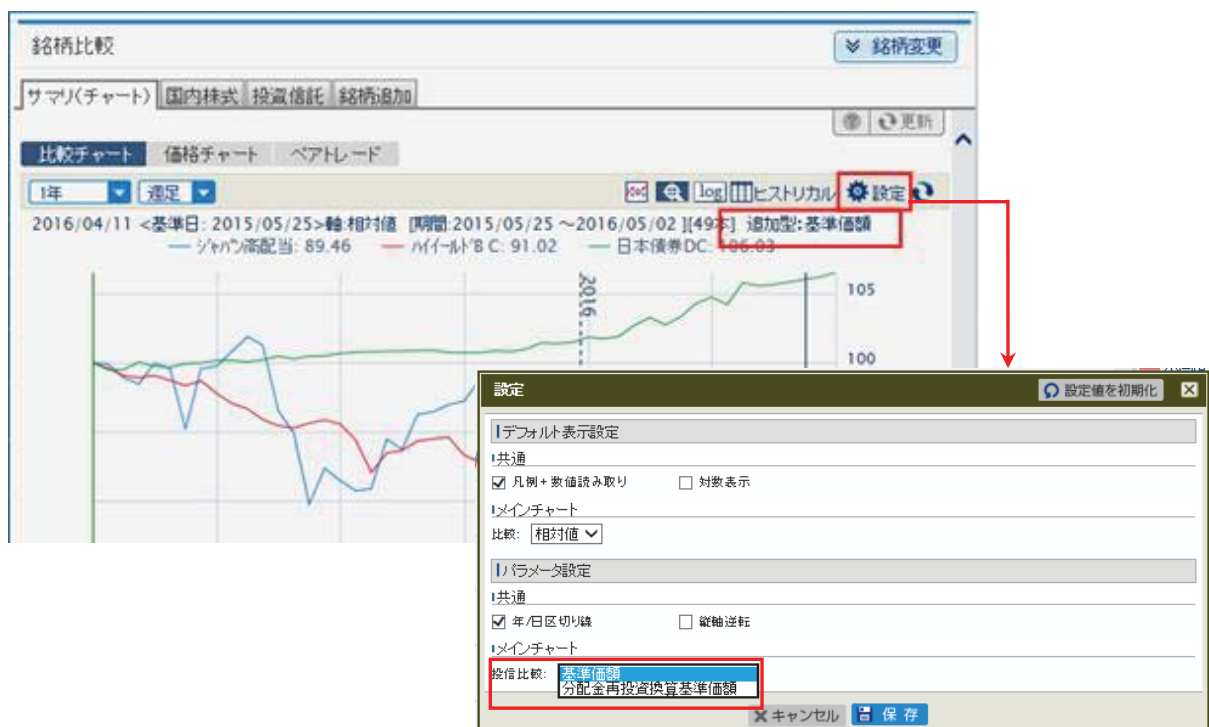 銘柄比較
銘柄変更
サマリ(チャート) 国内株式 投資信託 銘柄追加
更新
比較チャート 価格チャート ペアトレード
1年 週足 log ヒストリカル 設定
2016/04/11 <基準日: 2015/05/25>軸:相対値 [期間:2015/05/25 ~2016/05/02 ][49本] 追加型:基準価額
ジャパン高配当: 89.46 ハイイールド'B C: 91.02 日本債券DC: 106.03
2016
105
100
設定 設定値を初期化
デフォルト表示設定
共通
凡例+数値読み取り 対数表示
メインチャート
比較: 相対値
パラメータ設定
共通
年/日区切り線 縦軸逆転
メインチャート
投信比較: 基準価額
分配金再投資換算基準価額
キャンセル 保存